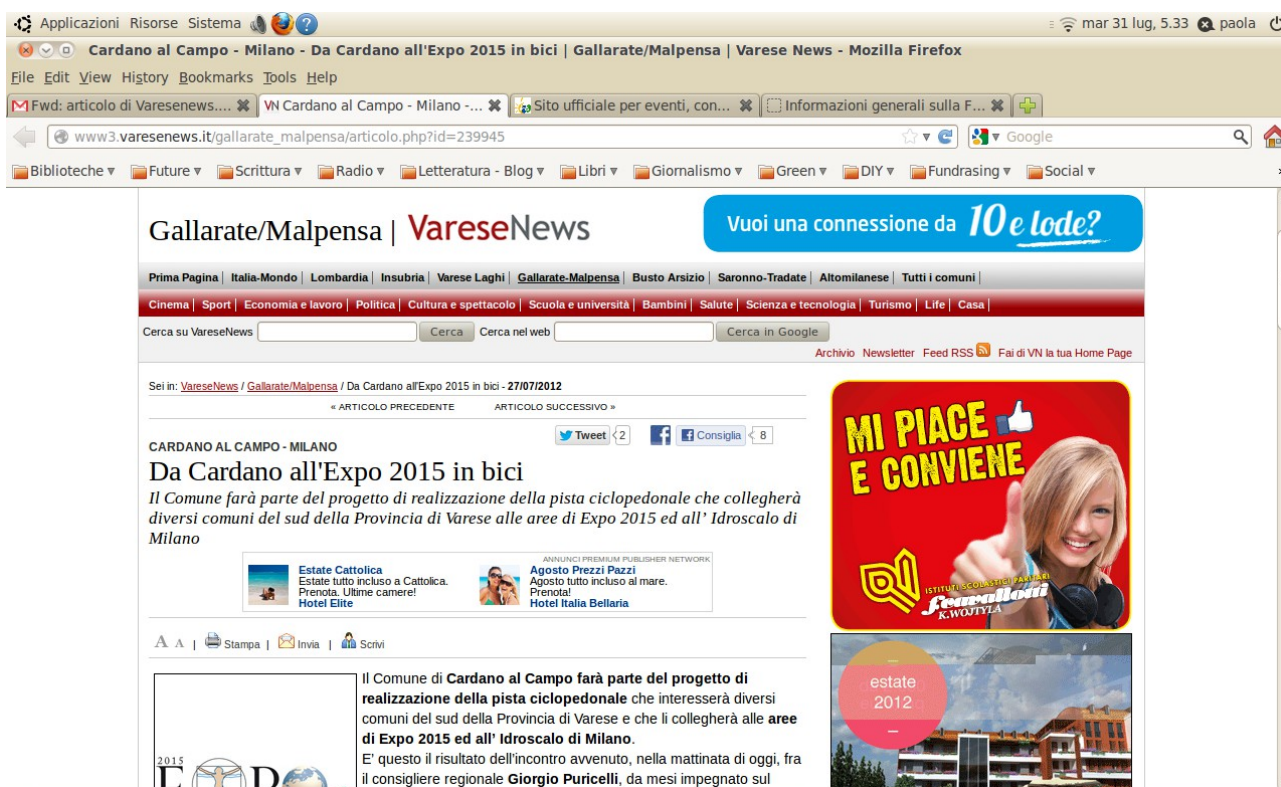 Applicazioni Risorse Sistema mar 31 lug, 5.33 paola
Cardano al Campo - Milano - Da Cardano all'Expo 2015 in bici | Gallarate/Malpensa | Varese News - Mozilla Firefox
File Edit View History Bookmarks Tools Help
Fwd: articolo di Varesenews.... VN Cardano al Campo - Milano -... Sito ufficiale per eventi, con... Informazioni generali sulla F...
www3.varesenews.it/gallarate_malpensa/articolo.php?id=239945 Google
Biblioteche Future Scrittura Radio Letteratura - Blog Libri Giornalismo Green DIY Fundrasing Social
Gallarate/Malpensa | VareseNews
Vuoi una connessione da 10 e lode?
Prima Pagina | Italia-Mondo | Lombardia | Insubria | Varese Laghi | Gallarate-Malpensa | Busto Arsizio | Saronno-Tradate | Altomilanese | Tutti i comuni |
Cinema | Sport | Economia e lavoro | Politica | Cultura e spettacolo | Scuola e università | Bambini | Salute | Scienza e tecnologia | Turismo | Life | Casa |
Cerca su VareseNews Cerca Cerca nel web Cerca in Google
Archivio Newsletter Feed RSS Fai di VN la tua Home Page
Sei in: VareseNews / Gallarate/Malpensa / Da Cardano all'Expo 2015 in bici - 27/07/2012
« ARTICOLO PRECEDENTE ARTICOLO SUCCESSIVO »
Tweet 2 Consiglia 8
CARDANO AL CAMPO - MILANO
Da Cardano all'Expo 2015 in bici
Il Comune farà parte del progetto di realizzazione della pista ciclopedonale che collegherà
diversi comuni del sud della Provincia di Varese alle aree di Expo 2015 ed all' Idroscalo di
Milano
ANNUNCI PREMIUM PUBLISHER NETWORK
Estate Cattolica
Estate tutto incluso a Cattolica.
Prenota. Ultime camere!
Hotel Elite
Agosto Prezzi Pazzi
Agosto tutto incluso al mare.
Prenota!
Hotel Italia Bellaria
A A | Stampa | Invia | Scrivi
Il Comune di Cardano al Campo farà parte del progetto di
realizzazione della pista ciclopedonale che interesserà diversi
comuni del sud della Provincia di Varese e che li collegherà alle aree
di Expo 2015 ed all' Idroscalo di Milano.
E' questo il risultato dell'incontro avvenuto, nella mattinata di oggi, fra
il consigliere regionale Giorgio Puricelli, da mesi impegnato sul
2015
MI PIACE
E CONVIENE
ISTITUTI SCOLASTICI PARITARI
K.WOJTYLA
estate
2012